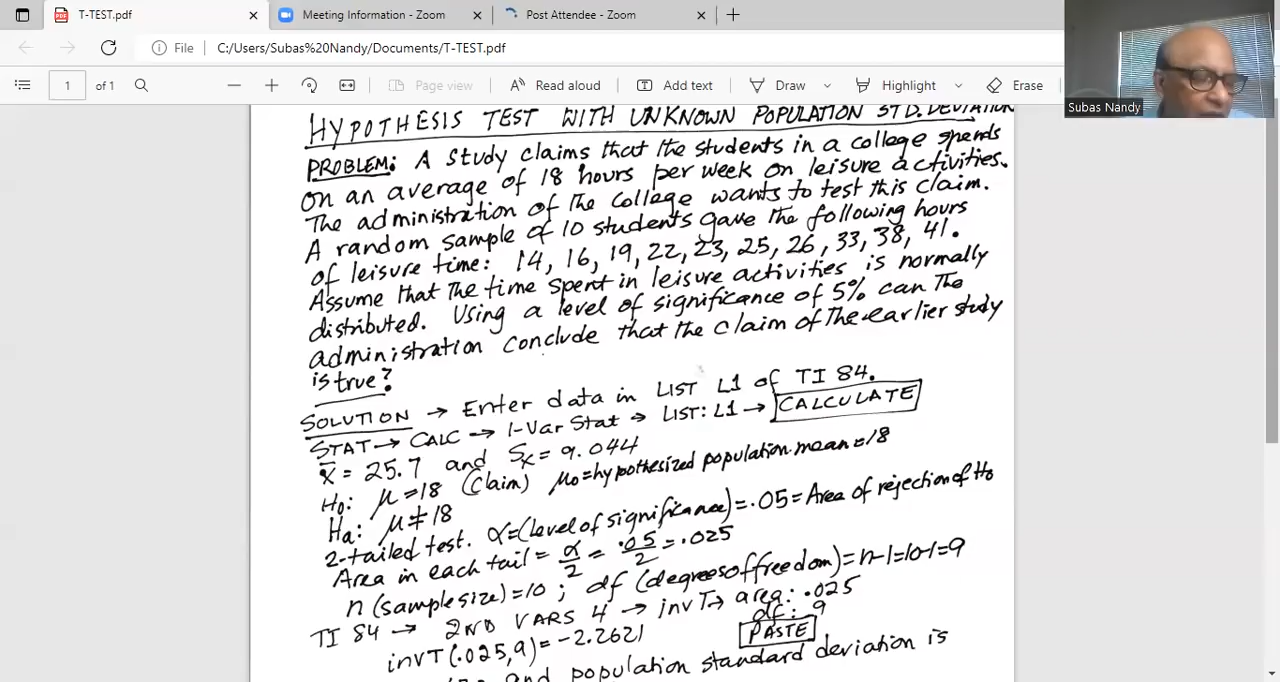 T-TEST.pdf
Meeting Information - Zoom
Post Attendee - Zoom
File
C:/Users/Subas%20Nandy/Documents/T-TEST.pdf
1
of 1
Page view
Read aloud
Add text
Draw
Highlight
Erase
Subas Nandy
HYPOTHESIS TEST WITH UNKNOWN POPULATION STD. DEVIATION
PROBLEM: A study claims that the students in a college spends
on an average of 18 hours per week on leisure activities.
The administration of the college wants to test this claim.
A random sample of 10 students gave the following hours
of leisure time: 14, 16, 19, 22, 23, 25, 26, 33, 38, 41.
Assume that the time spent in leisure activities is normally
distributed. Using a level of significance of 5% can the
administration conclude that the claim of the earlier study
is true?
SOLUTION → Enter data in LIST L1 of TI 84.
STAT → CALC → 1-Var Stat → LIST: L1 → CALCULATE
x̄ = 25.7 and Sx = 9.044
H0: μ = 18 (claim) μ0 = hypothesized population mean = 18
Ha: μ ≠ 18
2-tailed test. α = (level of significance) = .05 = Area of rejection of H0
Area in each tail = α/2 = .05/2 = .025
n (sample size) = 10 ; df (degrees of freedom) = n-1 = 10-1 = 9
TI 84 → 2ND VARS 4 → invT → area: .025
df: 9
invT (.025, 9) = -2.2621 PASTE
and population standard deviation is